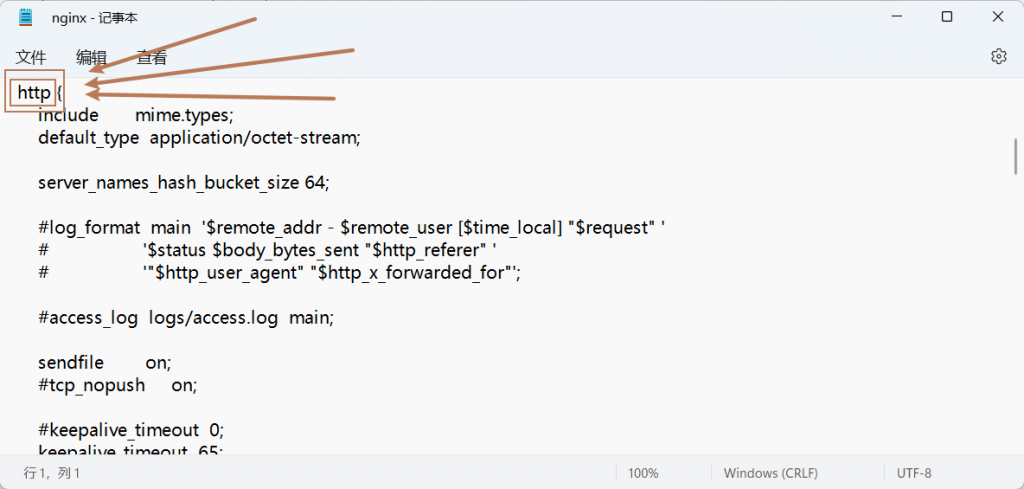 nginx - 记事本
文件 编辑 查看
http {
include mime.types;
default_type application/octet-stream;
server_names_hash_bucket_size 64;
#log_format main '$remote_addr - $remote_user [$time_local] "$request" '
# '$status $body_bytes_sent "$http_referer" '
# '"$http_user_agent" "$http_x_forwarded_for"';
#access_log logs/access.log main;
sendfile on;
#tcp_nopush on;
#keepalive_timeout 0;
keepalive_timeout 65;
行 1，列 1 100% Windows (CRLF) UTF-8